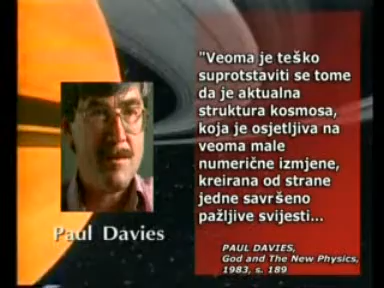 "Veoma je teško
suprotstaviti se tome
da je aktualna
struktura kosmosa,
koja je osjetljiva na
veoma male
numerične izmjene,
kreirana od strane
jedne savršeno
pažljive svijesti...
PAUL DAVIES,
God and The New Physics,
1983, s. 189
Paul Davies